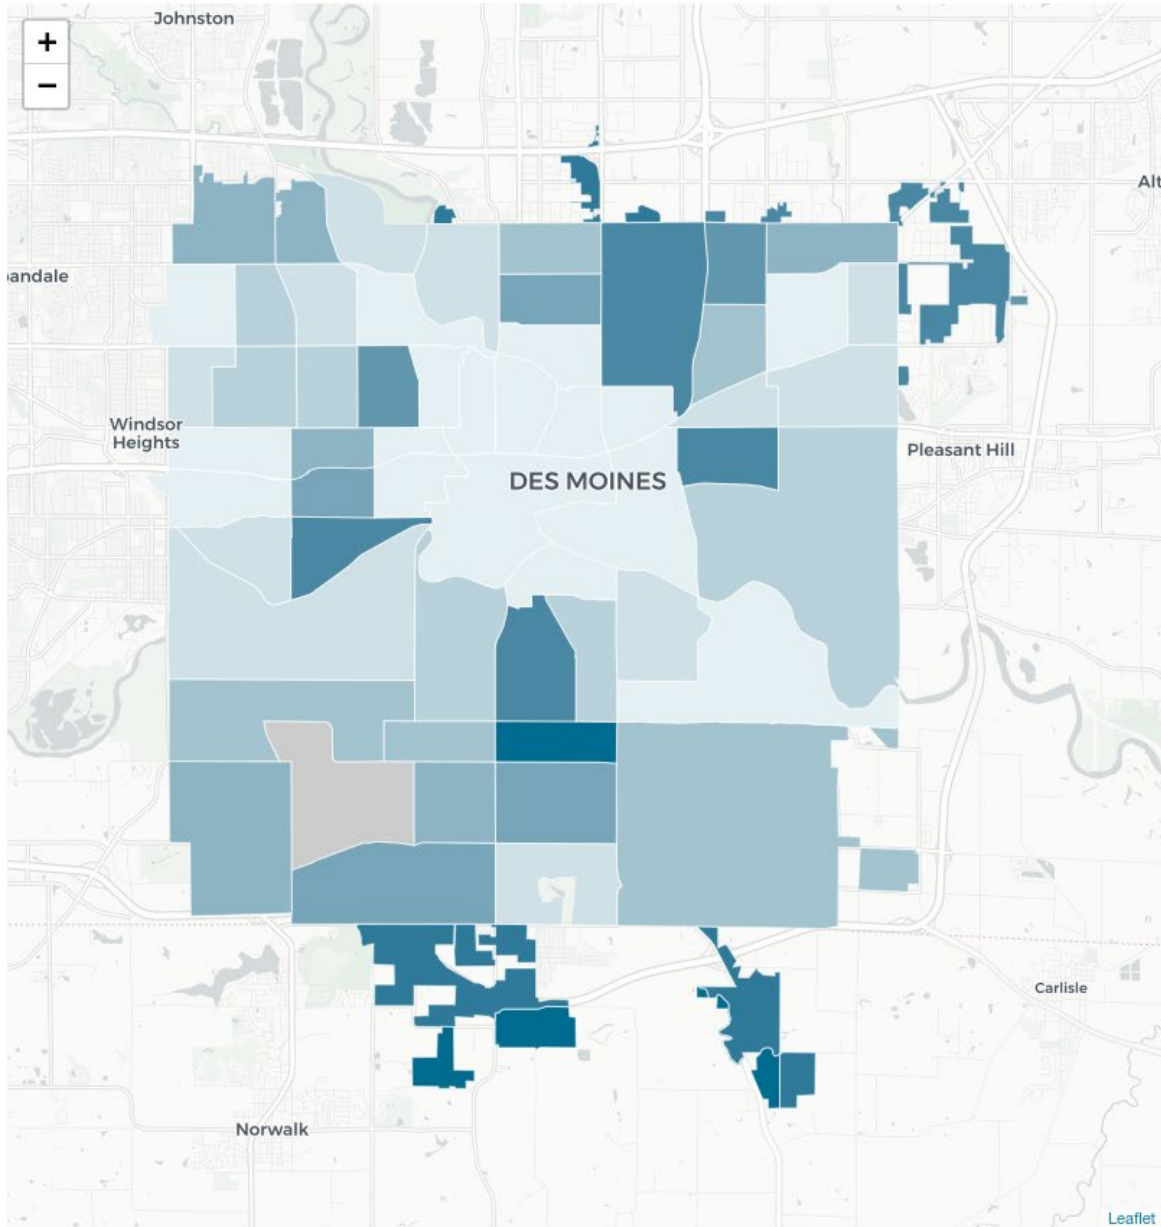 +
−
Johnston
Alt
andale
Windsor
Heights
DES MOINES
Pleasant Hill
Carlisle
Norwalk
Leaflet